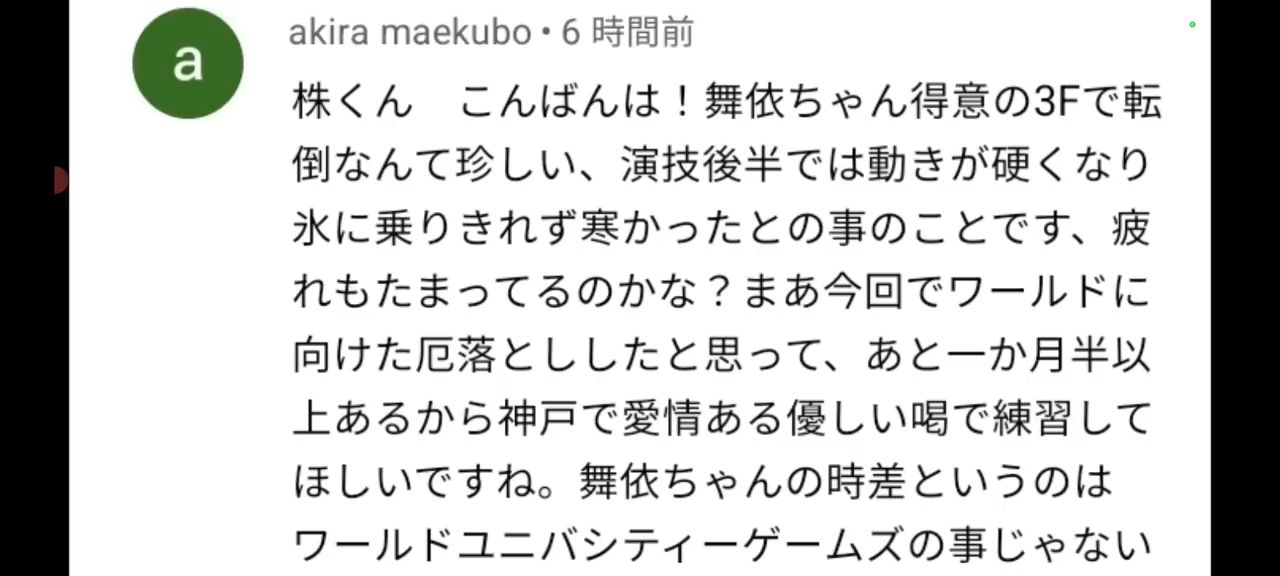 a
akira maekubo • 6 時間前
株くん　こんばんは！舞依ちゃん得意の3Fで転
倒なんて珍しい、演技後半では動きが硬くなり
氷に乗りきれず寒かったとの事のことです、疲
れもたまってるのかな？まあ今回でワールドに
向けた厄落とししたと思って、あと一か月半以
上あるから神戸で愛情ある優しい喝で練習して
ほしいですね。舞依ちゃんの時差というのは
ワールドユニバシティーゲームズの事じゃない